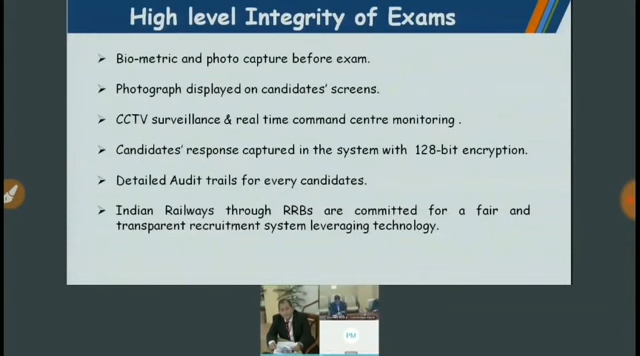 High level Integrity of Exams
➢ Bio-metric and photo capture before exam.
➢ Photograph displayed on candidates' screens.
➢ CCTV surveillance & real time command centre monitoring .
➢ Candidates' response captured in the system with 128-bit encryption.
➢ Detailed Audit trails for every candidates.
➢ Indian Railways through RRBs are committed for a fair and
transparent recruitment system leveraging technology.
PM